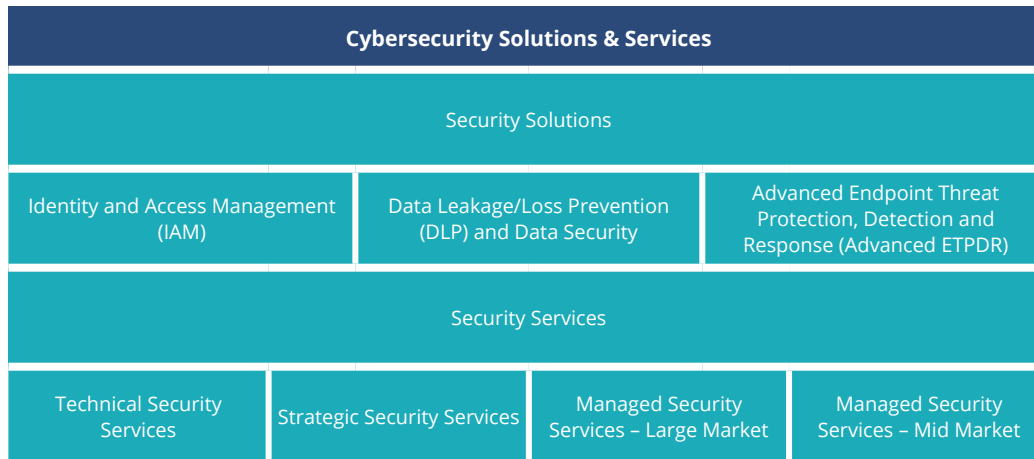 Cybersecurity Solutions & Services
Security Solutions
Identity and Access Management
(IAM)
Data Leakage/Loss Prevention
(DLP) and Data Security
Advanced Endpoint Threat
Protection, Detection and
Response (Advanced ETPDR)
Security Services
Technical Security
Services
Strategic Security Services
Managed Security
Services – Large Market
Managed Security
Services – Mid Market